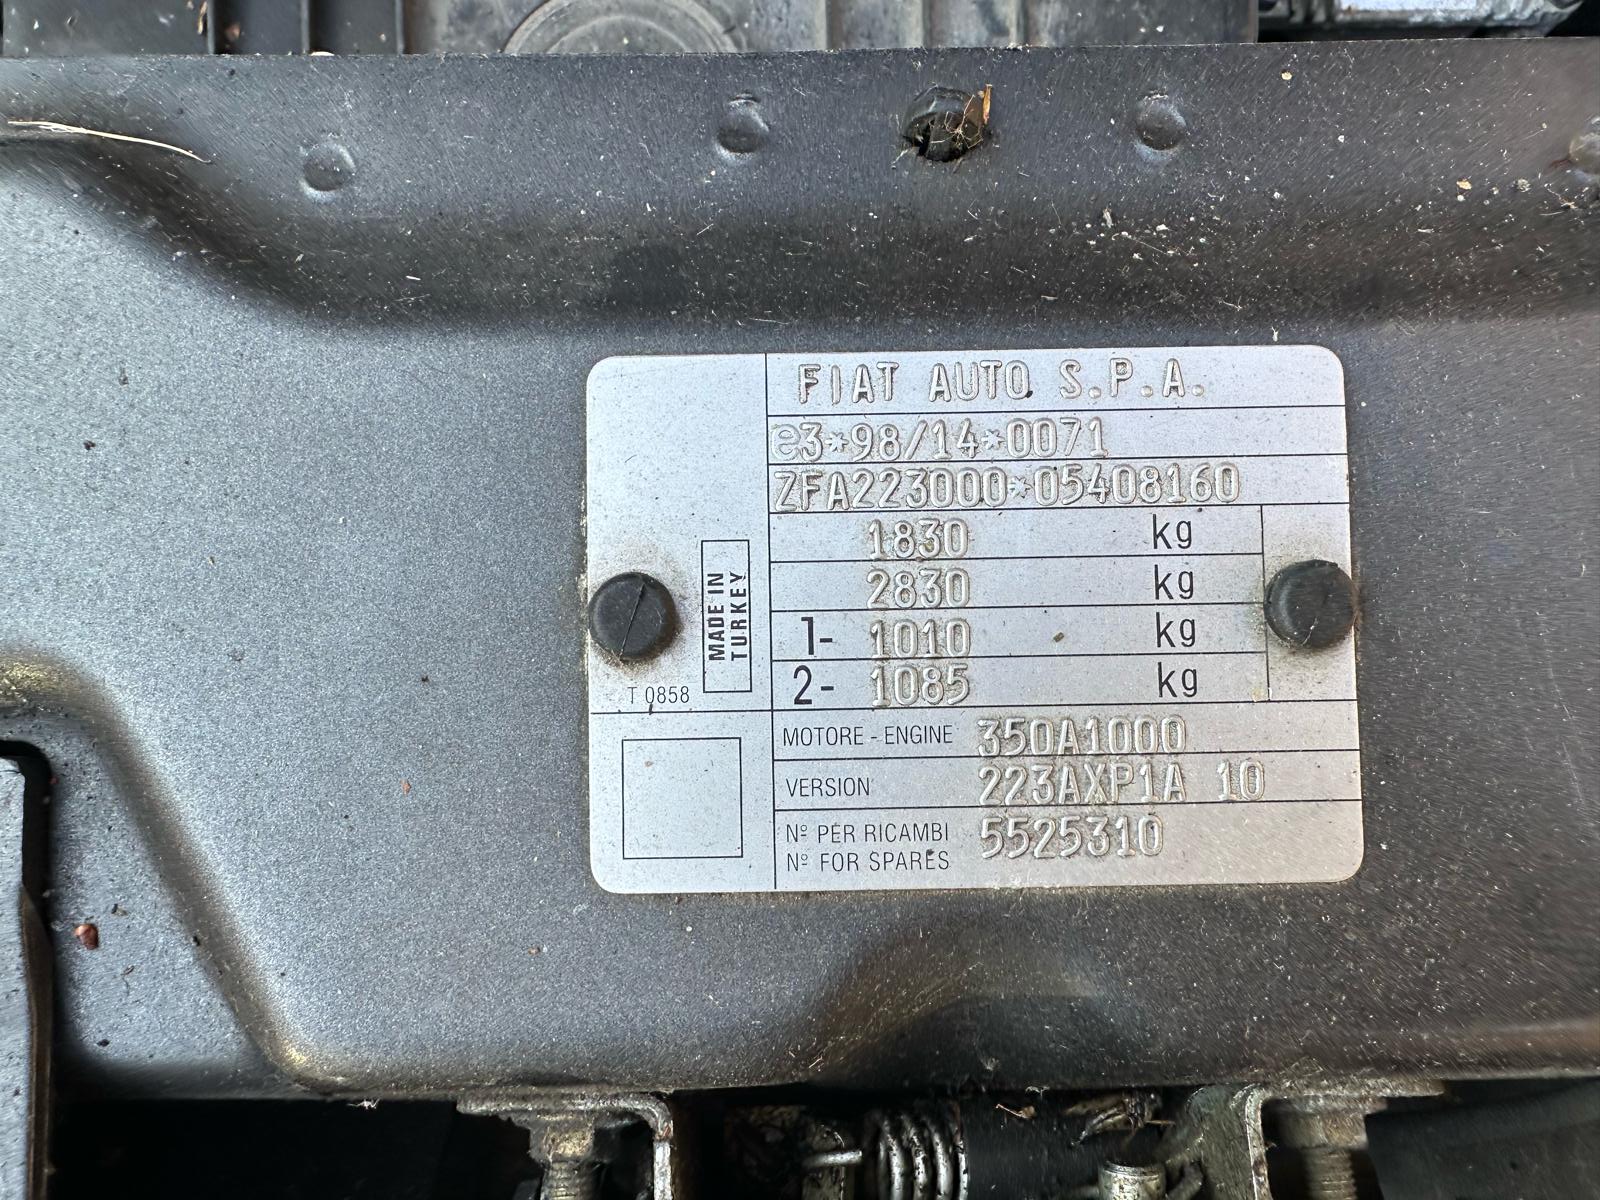 FIAT AUTO S.P.A.
e3*98/14*0071
ZFA223000*05408160
1830 kg
2830 kg
1- 1010 kg
2- 1085 kg
MADE IN
TURKEY
T 0858
MOTORE - ENGINE 350A1000
VERSION 223AXP1A 10
Nº PER RICAMBI 5525310
Nº FOR SPARES